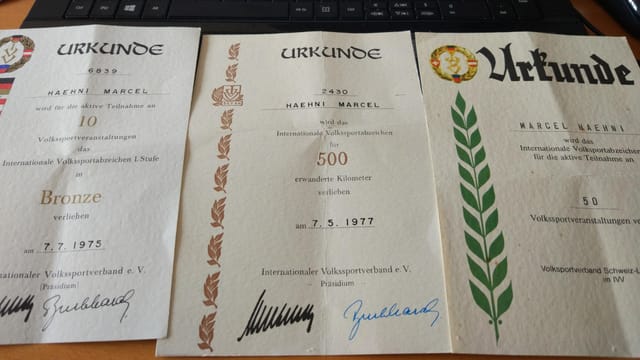 URKUNDE
6839
HAEHNI MARCEL
wird für die aktive Teilnahme an
10
Volkssportveranstaltungen
das
Internationale Volkssportabzeichen I. Stufe
in
Bronze
verliehen
am 7. 7. 1975
Internationaler Volkssportverband e. V.
(Präsidium)
URKUNDE
2430
HAEHNI MARCEL
wird das
Internationale Volkssportabzeichen
für
500
erwanderte Kilometer
verliehen
am 7. 5. 1977
Internationaler Volkssportverband e. V.
Präsidium
Urkunde
MARCEL HAEHNI
wird das
Internationale Volkssportabzeichen
für die aktive Teilnahme an
50
Volkssportveranstaltungen
Volkssportverband Schweiz-
im IVV